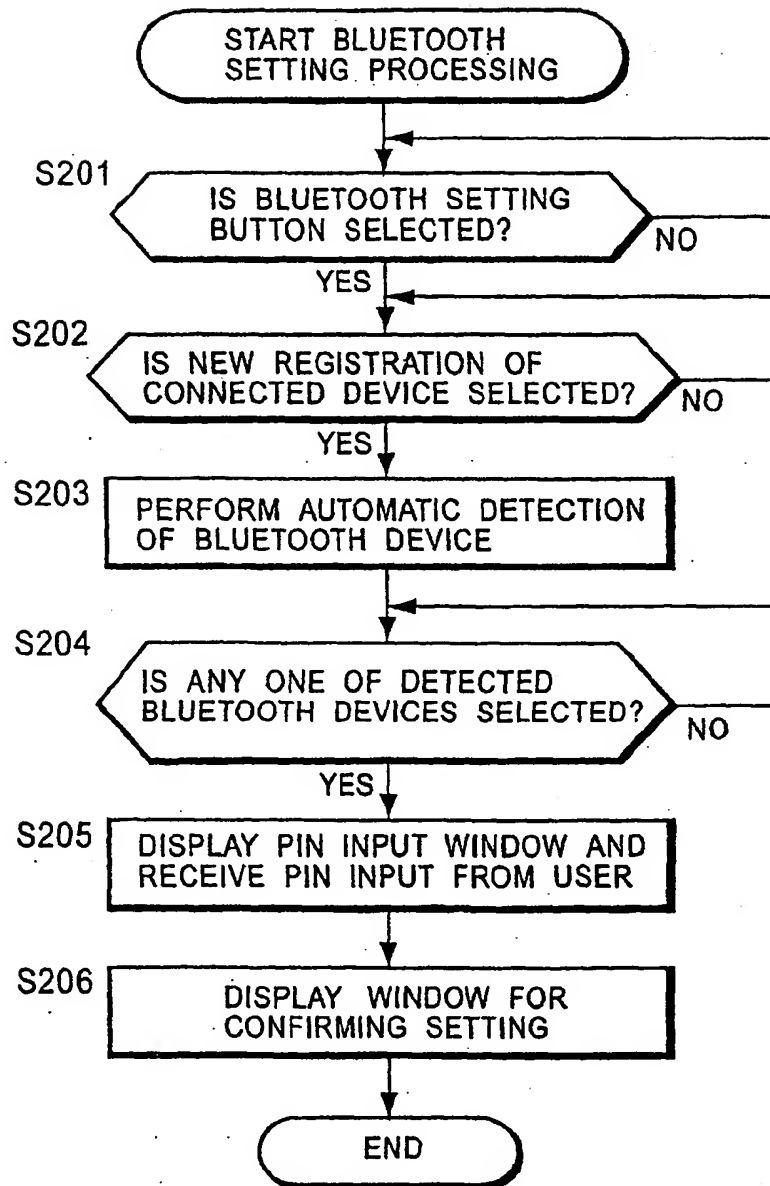 START BLUETOOTH
SETTING PROCESSING
S201
IS BLUETOOTH SETTING
BUTTON SELECTED?
NO
YES
S202
IS NEW REGISTRATION OF
CONNECTED DEVICE SELECTED?
NO
YES
S203
PERFORM AUTOMATIC DETECTION
OF BLUETOOTH DEVICE
S204
IS ANY ONE OF DETECTED
BLUETOOTH DEVICES SELECTED?
NO
YES
S205
DISPLAY PIN INPUT WINDOW AND
RECEIVE PIN INPUT FROM USER
S206
DISPLAY WINDOW FOR
CONFIRMING SETTING
END